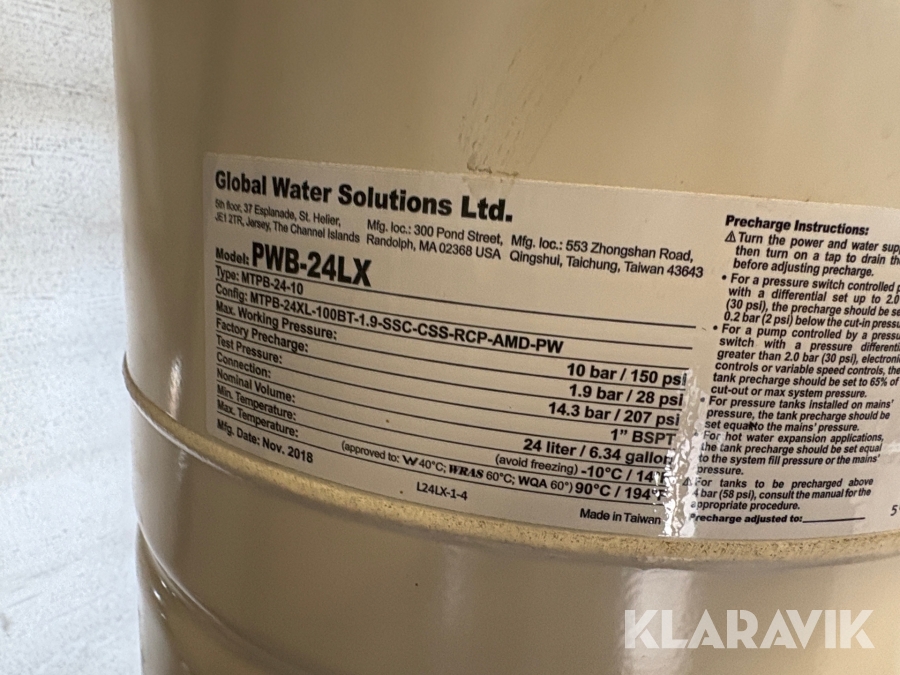 Global Water Solutions Ltd.
5th floor, 37 Esplanade, St. Helier,
JE1 2TR, Jersey, The Channel Islands
Mfg. loc.: 300 Pond Street,
Randolph, MA 02368 USA
Mfg. loc.: 553 Zhongshan Road,
Qingshui, Taichung, Taiwan 43643
Model: PWB-24LX
Type: MTPB-24-10
Config: MTPB-24XL-100BT-1.9-SSC-CSS-RCP-AMD-PW
Max. Working Pressure: 10 bar / 150 psi
Factory Precharge: 1.9 bar / 28 psi
Test Pressure: 14.3 bar / 207 psi
Connection: 1" BSPT
Nominal Volume: 24 liter / 6.34 gallon
Min. Temperature: (avoid freezing) -10°C / 14°
Max. Temperature: (approved to: W 40°C; WRAS 60°C; WQA 60°) 90°C / 194°
Mfg. Date: Nov. 2018
L24LX-1-4
Made in Taiwan
Precharge Instructions:
⚠ Turn the power and water
then turn on a tap to drain
before adjusting precharge.
• For a pressure switch controlled
with a differential set up to 2.0
(30 psi), the precharge should be
0.2 bar (2 psi) below the cut-in
• For a pump controlled by a
switch with a pressure
greater than 2.0 bar (30 psi),
controls or variable speed controls, the
tank precharge should be set to 65% of
cut-out or max system pressure.
• For pressure tanks installed on mains'
pressure, the tank precharge should be
set equal to the mains' pressure.
For hot water expansion applications,
the tank precharge should be set equal
to the system fill pressure or the mains'
pressure.
⚠ For tanks to be precharged above
4 bar (58 psi), consult the manual for the
appropriate procedure.
Precharge adjusted to:
KLARAVIK